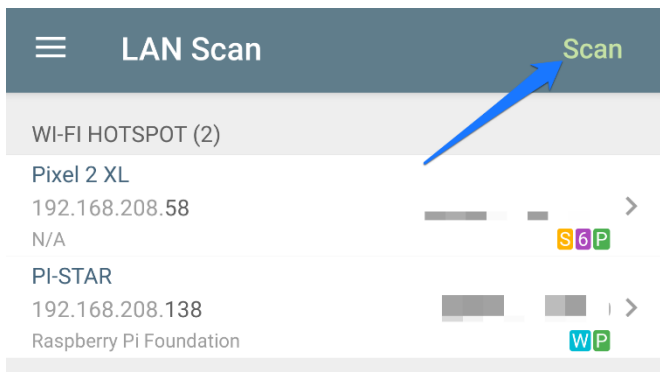 LAN Scan Scan
WI-FI HOTSPOT (2)
Pixel 2 XL
192.168.208.58
N/A S 6 P
PI-STAR
192.168.208.138
Raspberry Pi Foundation W P